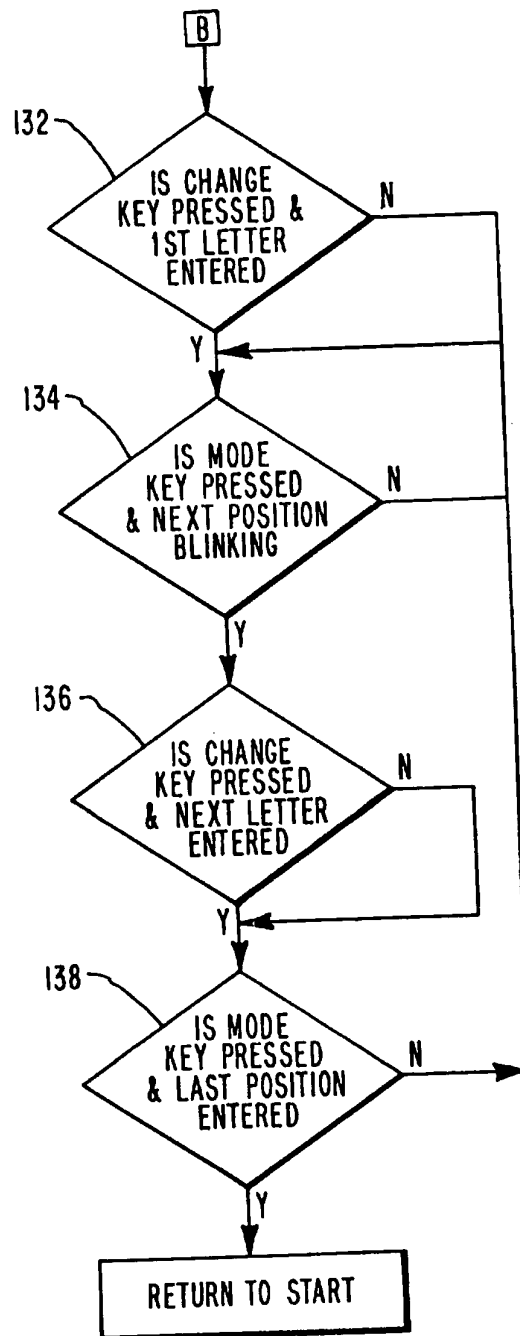 B
132
IS CHANGE
KEY PRESSED &
1ST LETTER
ENTERED
N
Y
134
IS MODE
KEY PRESSED
& NEXT POSITION
BLINKING
N
Y
136
IS CHANGE
KEY PRESSED
& NEXT LETTER
ENTERED
N
Y
138
IS MODE
KEY PRESSED
& LAST POSITION
ENTERED
N
Y
RETURN TO START